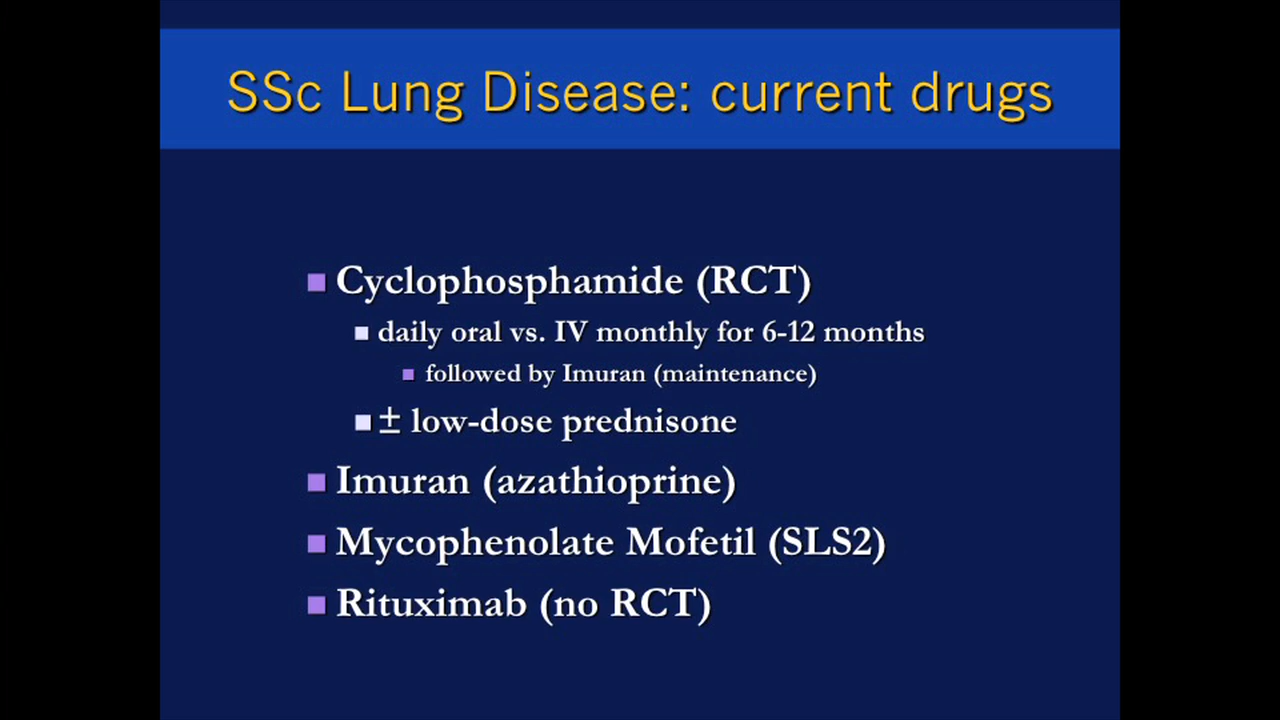 SSc Lung Disease: current drugs
Cyclophosphamide (RCT)
daily oral vs. IV monthly for 6-12 months
followed by Imuran (maintenance)
± low-dose prednisone
Imuran (azathioprine)
Mycophenolate Mofetil (SLS2)
Rituximab (no RCT)